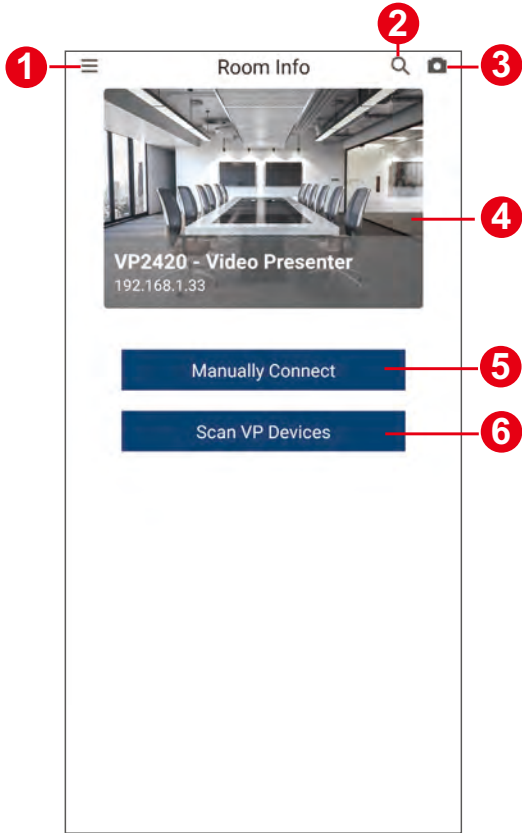 2
1
Room Info
3
4
VP2420 - Video Presenter
192.168.1.33
Manually Connect
5
Scan VP Devices
6